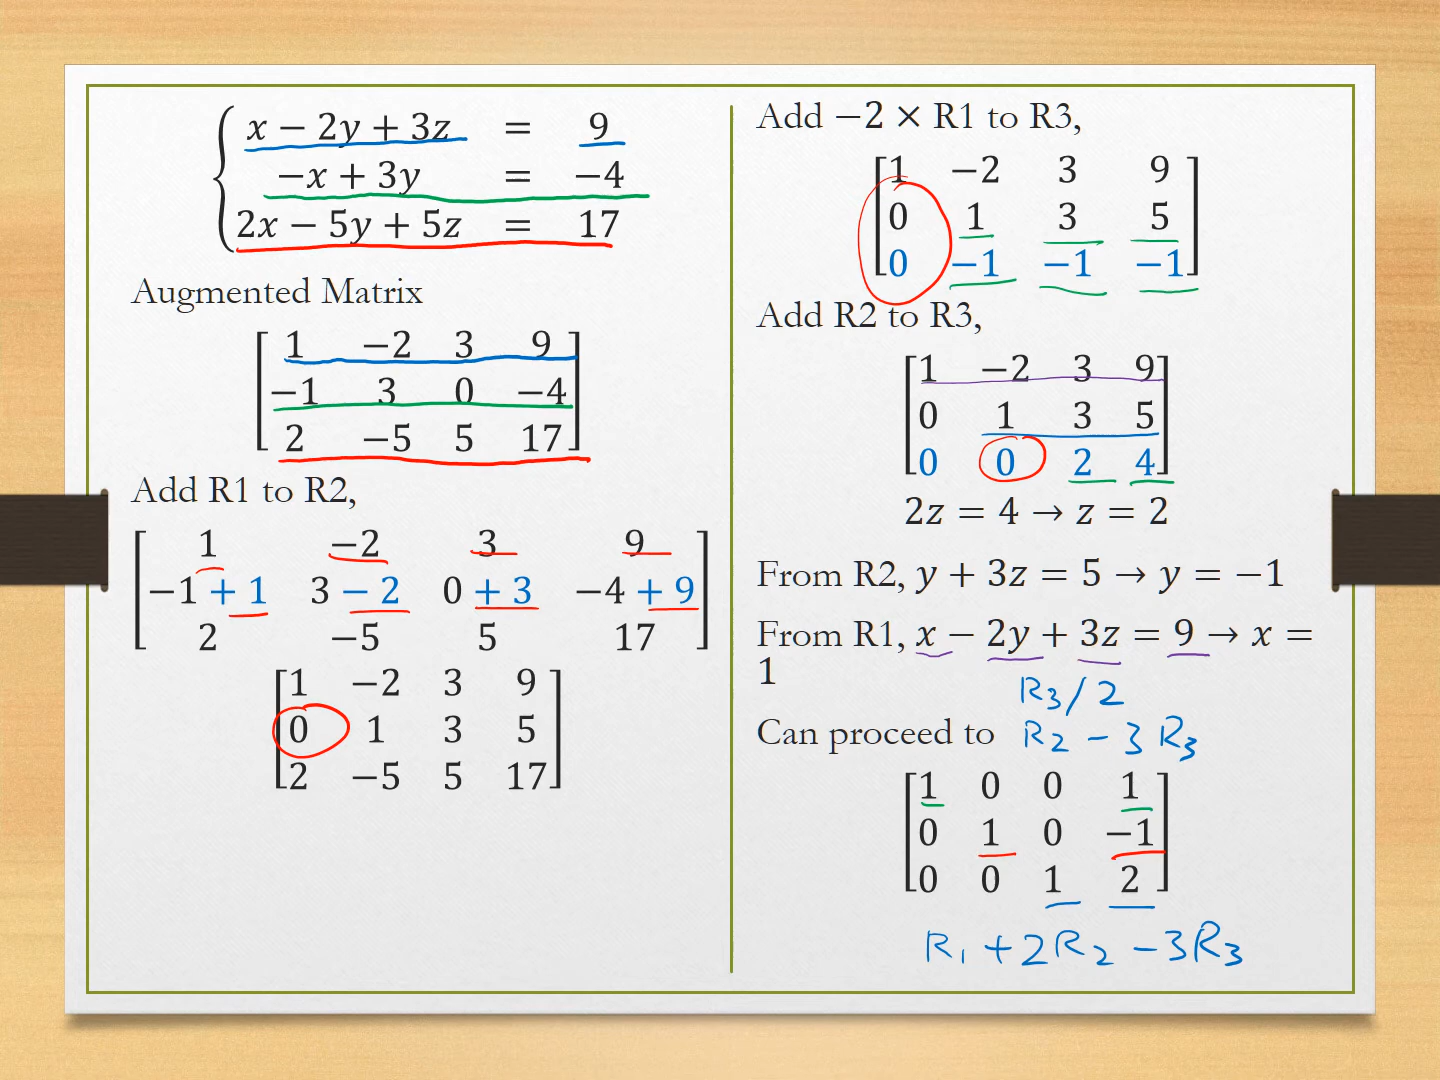 x − 2y + 3z = 9
−x + 3y = −4
2x − 5y + 5z = 17
Augmented Matrix
1 −2 3 9
−1 3 0 −4
2 −5 5 17
Add R1 to R2,
1 −2 3 9
−1 + 1 3 − 2 0 + 3 −4 + 9
2 −5 5 17
1 −2 3 9
0 1 3 5
2 −5 5 17
Add −2 × R1 to R3,
1 −2 3 9
0 1 3 5
0 −1 −1 −1
Add R2 to R3,
1 −2 3 9
0 1 3 5
0 0 2 4
2z = 4 → z = 2
From R2, y + 3z = 5 → y = −1
From R1, x − 2y + 3z = 9 → x =
1
R3/2
Can proceed to R2 − 3R3
1 0 0 1
0 1 0 −1
0 0 1 2
R1 + 2R2 − 3R3